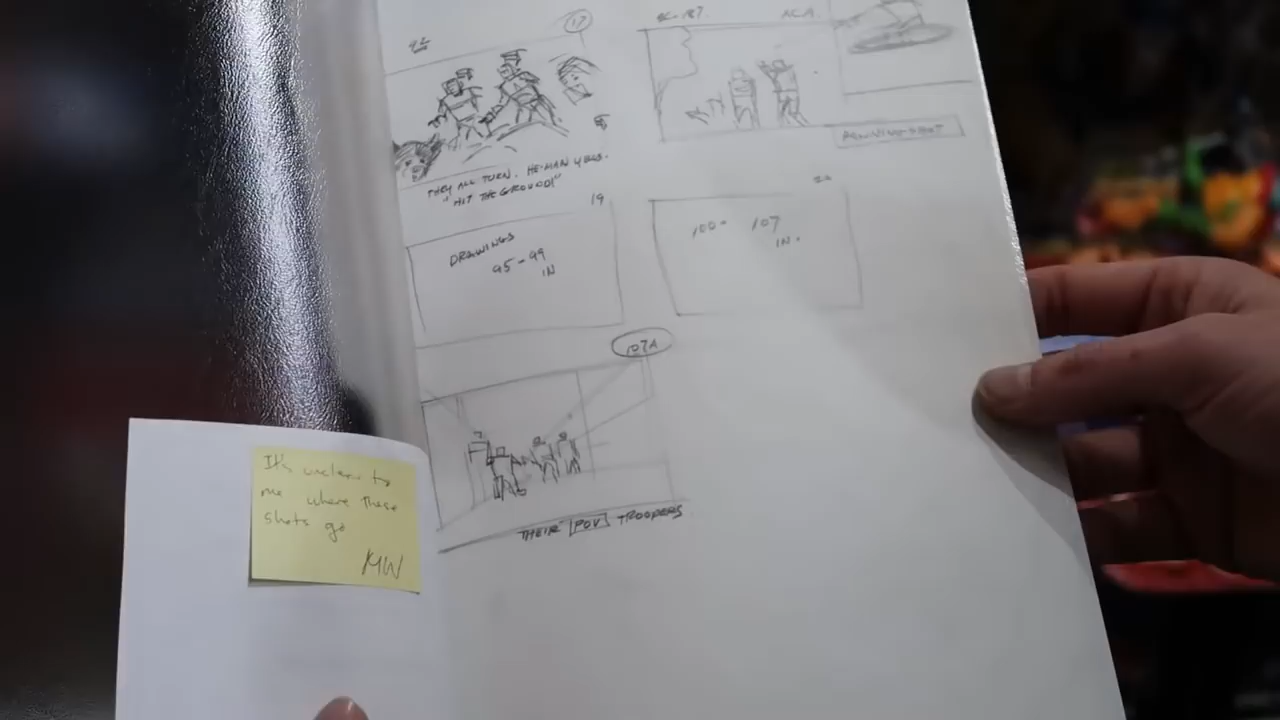 17
THEY ALL TURN. HE-MAN YELLS.
"HIT THE GROUND!"
19
DRAWINGS
95-99
IN
20
100- 107
IN.
107A
THEIR [POV] TROOPERS
It's unclear to
me where these
shots go
MW